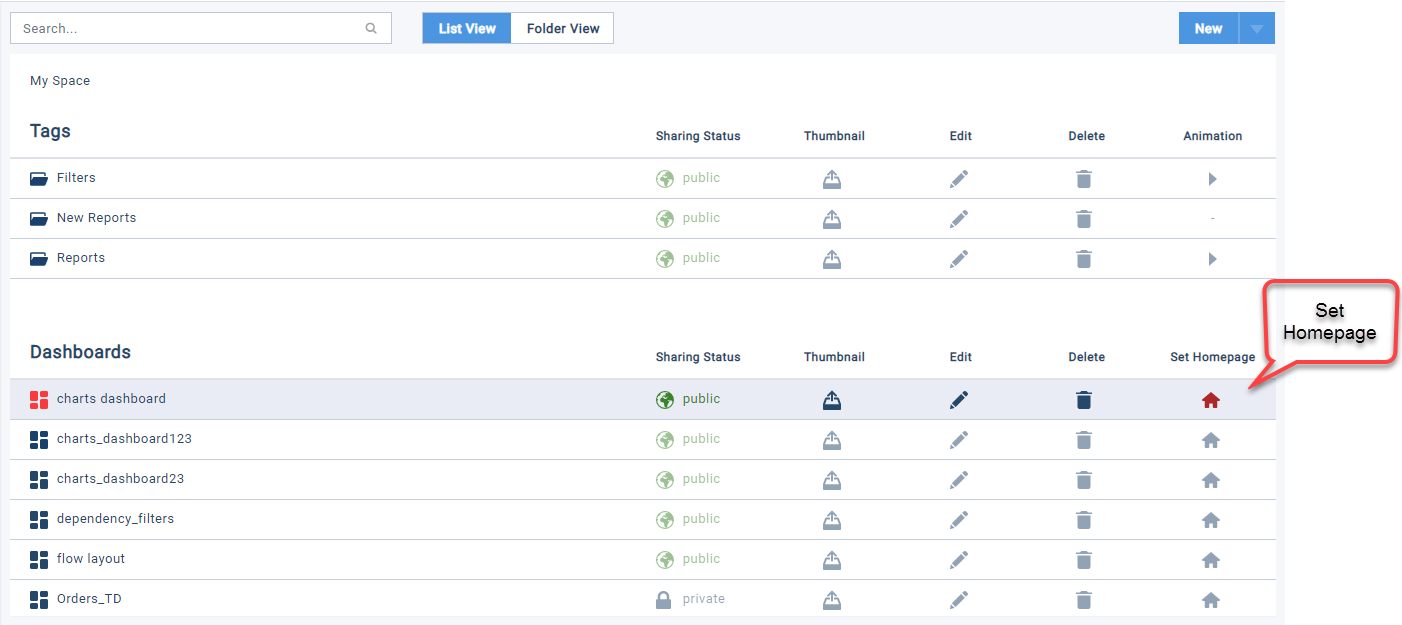 Search...
List View
Folder View
New
My Space
Tags Sharing Status Thumbnail Edit Delete Animation
Filters public
New Reports public -
Reports public
Set
Homepage
Dashboards Sharing Status Thumbnail Edit Delete Set Homepage
charts dashboard public
charts_dashboard123 public
charts_dashboard23 public
dependency_filters public
flow layout public
Orders_TD private